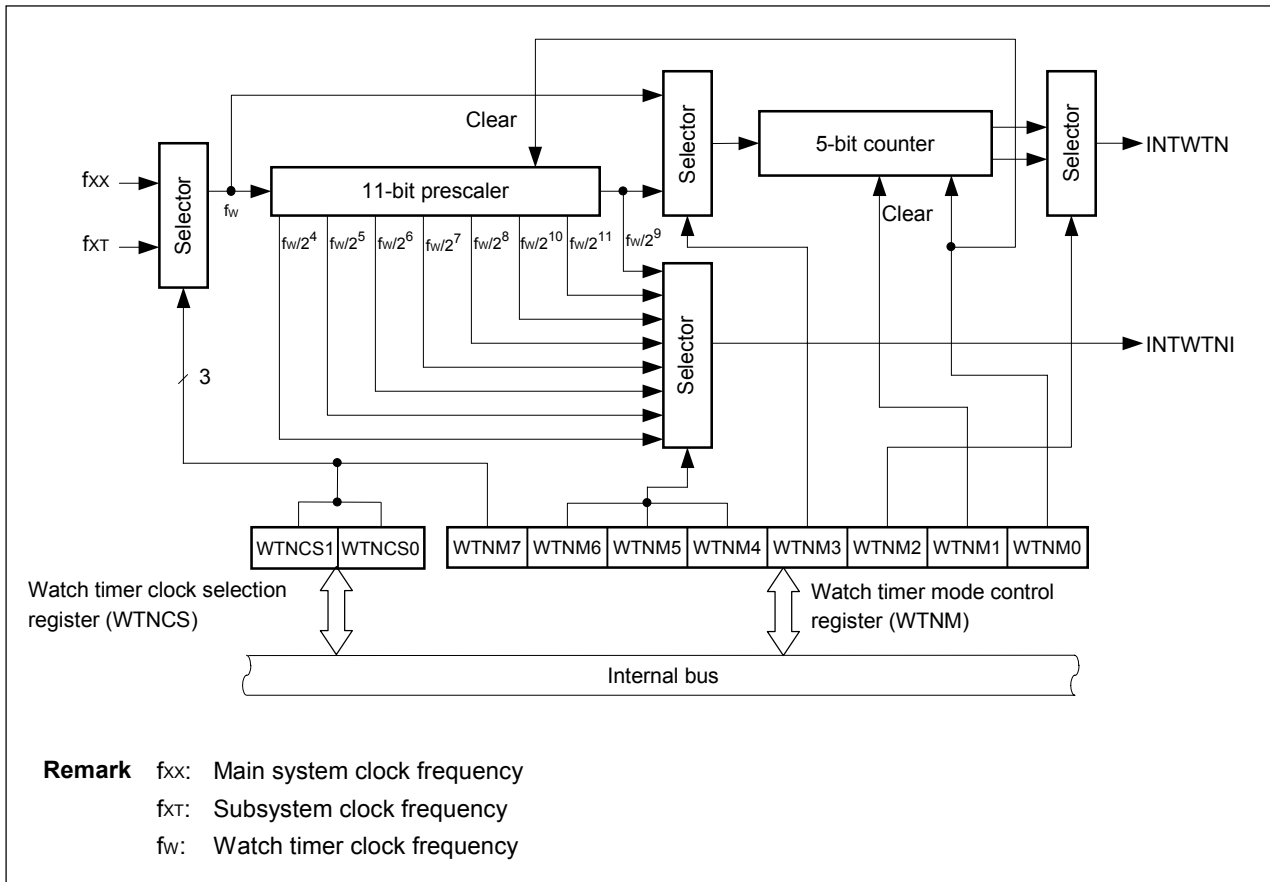 Clear
Selector
5-bit counter
Selector
INTWTN
fXX
fXT
Selector
fW
11-bit prescaler
Clear
fW/2^4
fW/2^5
fW/2^6
fW/2^7
fW/2^8
fW/2^10
fW/2^11
fW/2^9
Selector
INTWTNI
3
WTNCS1
WTNCS0
WTNM7
WTNM6
WTNM5
WTNM4
WTNM3
WTNM2
WTNM1
WTNM0
Watch timer clock selection
register (WTNCS)
Watch timer mode control
register (WTNM)
Internal bus
Remark fXX: Main system clock frequency
fXT: Subsystem clock frequency
fW: Watch timer clock frequency